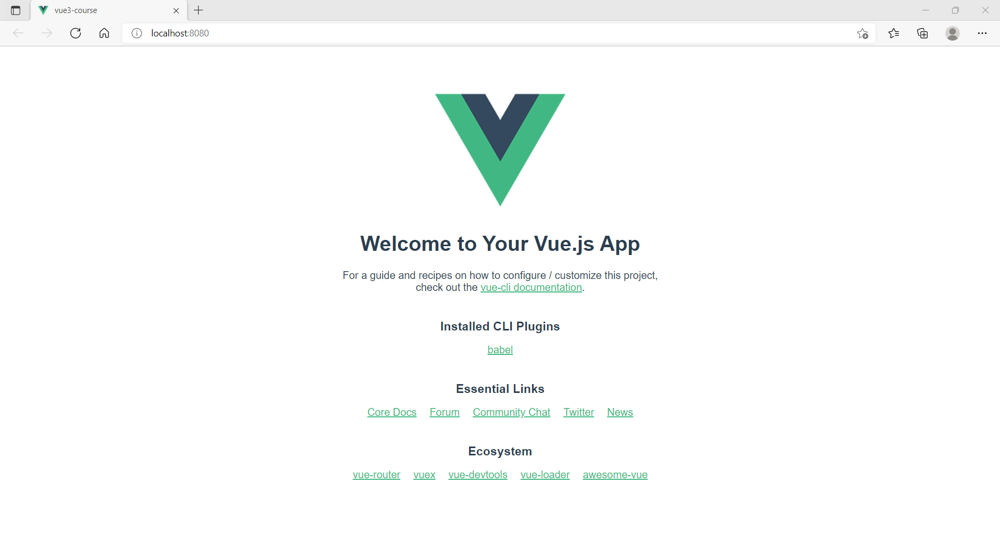 vue3-course
localhost:8080
Welcome to Your Vue.js App
For a guide and recipes on how to configure / customize this project,
check out the vue-cli documentation.
Installed CLI Plugins
babel
Essential Links
Core Docs Forum Community Chat Twitter News
Ecosystem
vue-router vuex vue-devtools vue-loader awesome-vue